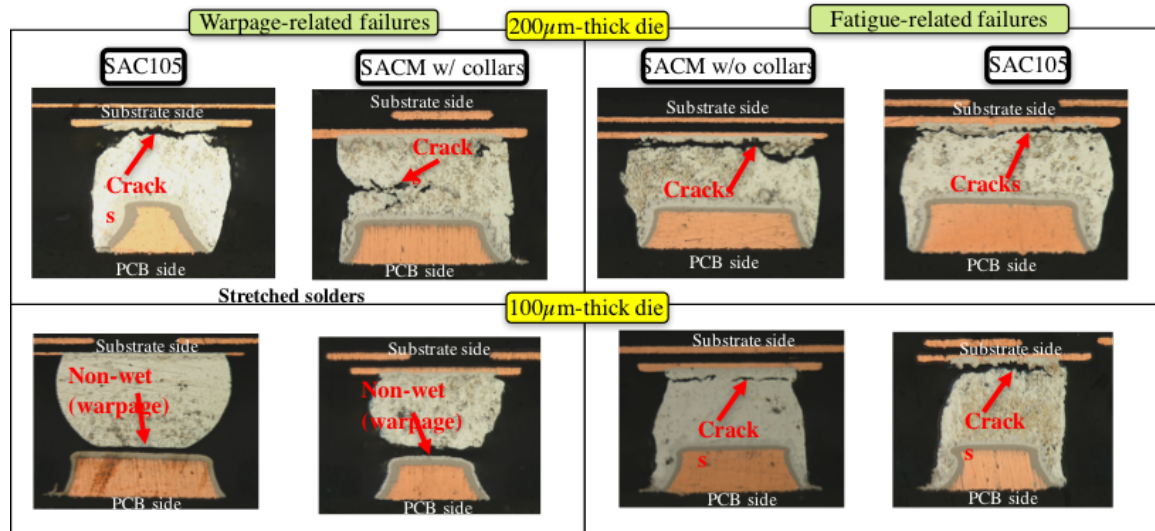 Warpage-related failures
Fatigue-related failures
200µm-thick die
SAC105
SACM w/ collars
SACM w/o collars
SAC105
Substrate side
Crack
s
PCB side
Substrate side
Crack
PCB side
Substrate side
Cracks
PCB side
Substrate side
Cracks
PCB side
Stretched solders
100µm-thick die
Substrate side
Non-wet
(warpage)
PCB side
Substrate side
Non-wet
(warpage)
PCB side
Substrate side
Crack
s
PCB side
Substrate side
Crack
s
PCB side